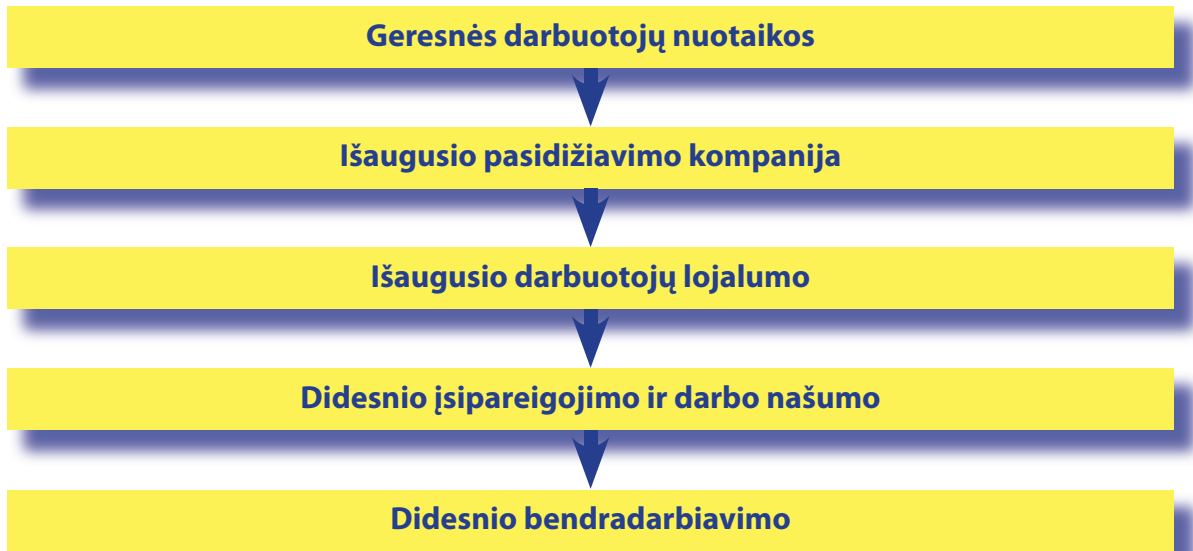 Geresnės darbuotojų nuotaikos
Išaugusio pasidižiavimo kompanija
Išaugusio darbuotojų lojalumo
Didesnio įsipareigojimo ir darbo našumo
Didesnio bendradarbiavimo